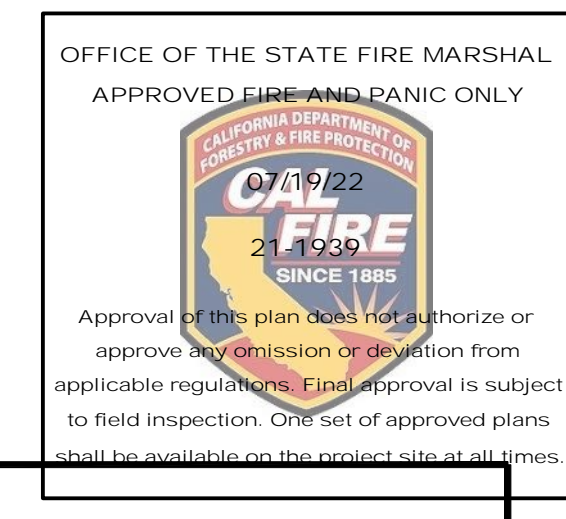 OFFICE OF THE STATE FIRE MARSHAL
APPROVED FIRE AND PANIC ONLY
CALIFORNIA DEPARTMENT OF
FORESTRY & FIRE PROTECTION
CAL
07/19/22
FIRE
21-1939
SINCE 1885
Approval of this plan does not authorize or
approve any omission or deviation from
applicable regulations. Final approval is subject
to field inspection. One set of approved plans
shall be available on the project site at all times.